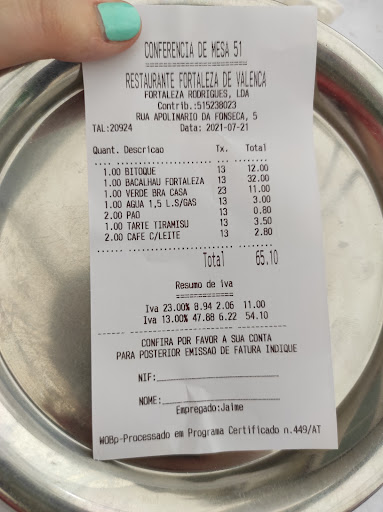 CONFERENCIA DE MESA 51
======================
RESTAURANTE FORTALEZA DE VALENCA
FORTALEZA RODRIGUES, LDA
Contrib.:515238023
RUA APOLINARIO DA FONSECA, 5
TAL:20924 Data: 2021-07-21
Quant. Descricao Tx. Total
1.00 BITOQUE 13 12.00
1.00 BACALHAU FORTALEZA 13 32.00
1.00 VERDE BRA CASA 23 11.00
1.00 AGUA 1,5 L.S/GAS 13 3.00
2.00 PAO 13 0.80
1.00 TARTE TIRAMISU 13 3.50
2.00 CAFE C/LEITE 13 2.80
Total 65.10
Resumo de iva
=============
Iva 23.00% 8.94 2.06 11.00
Iva 13.00% 47.88 6.22 54.10
CONFIRA POR FAVOR A SUA CONTA
PARA POSTERIOR EMISSAO DE FATURA INDIQUE
NIF:
NOME:
Empregado:Jaime
WOBp-Processado em Programa Certificado n.449/AT